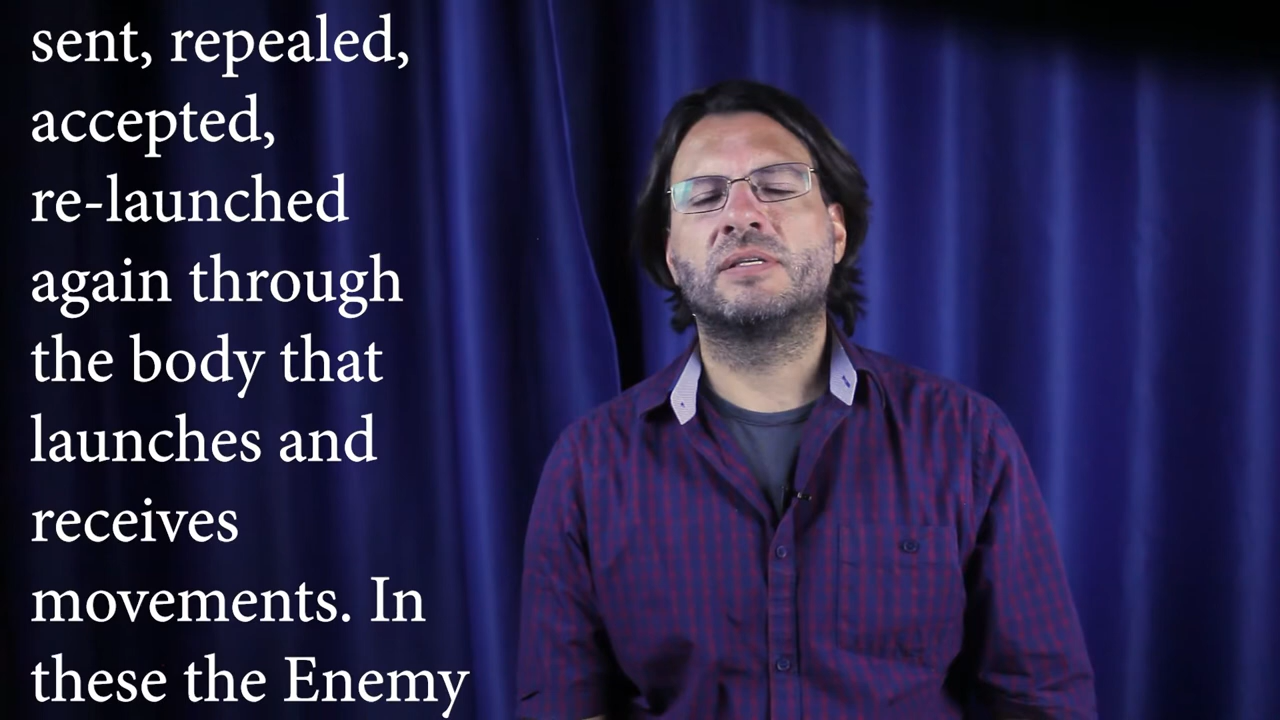 sent, repealed,
accepted,
re-launched
again through
the body that
launches and
receives
movements. In
these the Enemy